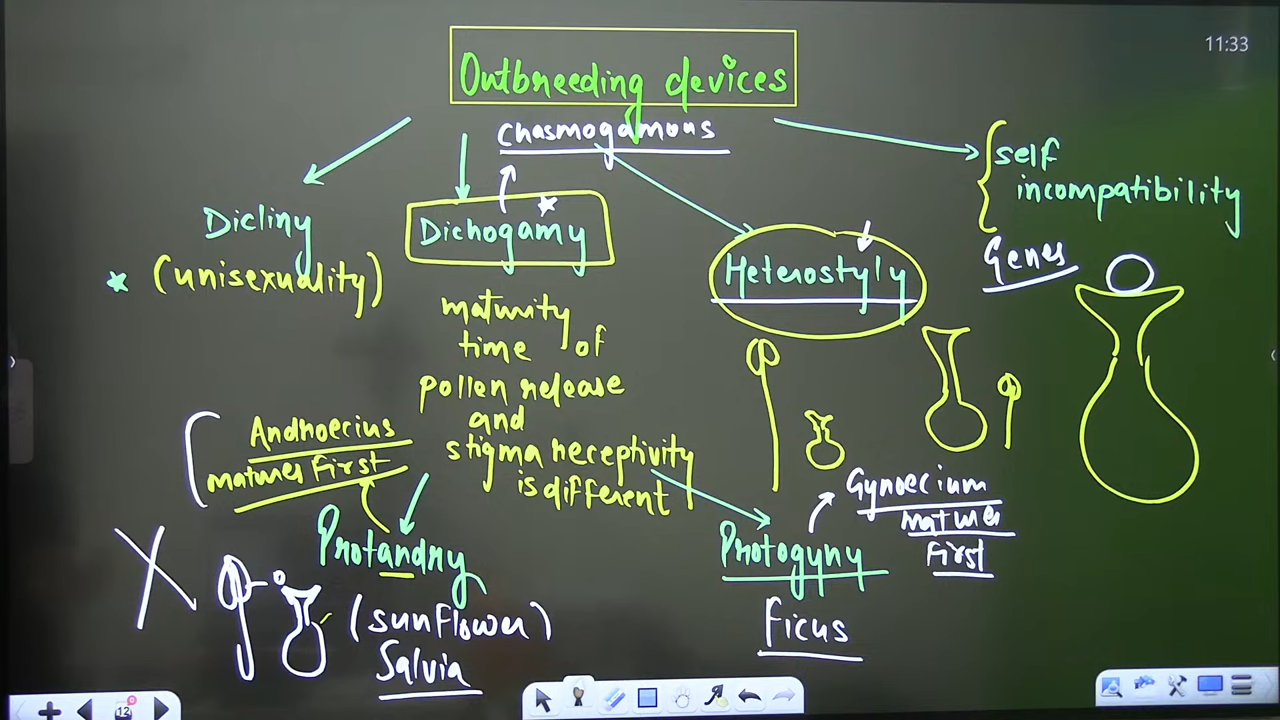 11:33
Outbreeding devices
chasmogamous
self
incompatibility
Genes
Dicliny
(unisexuality)
Dichogamy
Heterostyly
maturity
time of
pollen release
and
stigma receptivity
is different
Androecius
matures first
Protandry
(sunflower)
Salvia
Protogyny
Ficus
Gynoecium
Matures
First
12